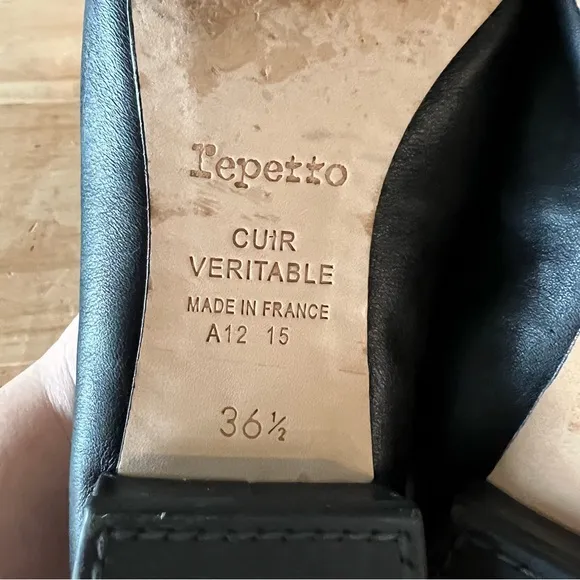 repetto
CUIR
VERITABLE
MADE IN FRANCE
A12 15
36½